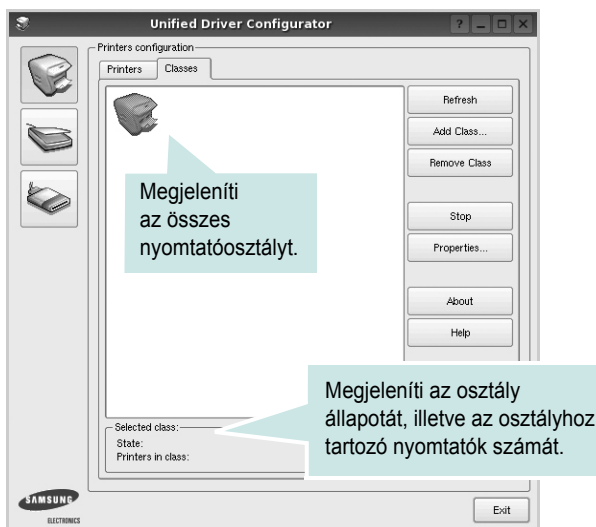 Unified Driver Configurator
Printers configuration
Printers
Classes
Refresh
Add Class...
Remove Class
Megjeleníti
az összes
nyomtatóosztályt.
Stop
Properties...
About
Help
Megjeleníti az osztály
állapotát, illetve az osztályhoz
tartozó nyomtatók számát.
Selected class:
State:
Printers in class:
SAMSUNG
ELECTRONICS
Exit